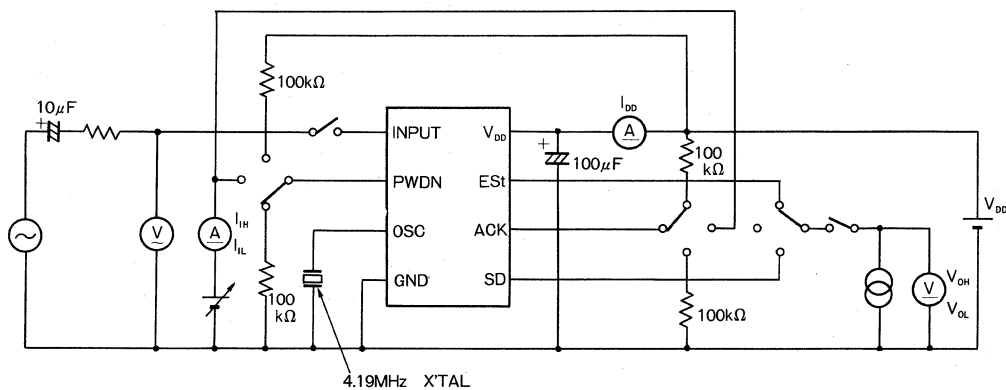 10μF
+
100kΩ
I_DD
A
INPUT
V_DD
+
100μF
100
kΩ
PWDN
ESt
V_DD
V
A
I_IH
I_IL
OSC
ACK
GND
SD
100
kΩ
100kΩ
V
V_OH
V_OL
4.19MHz X'TAL